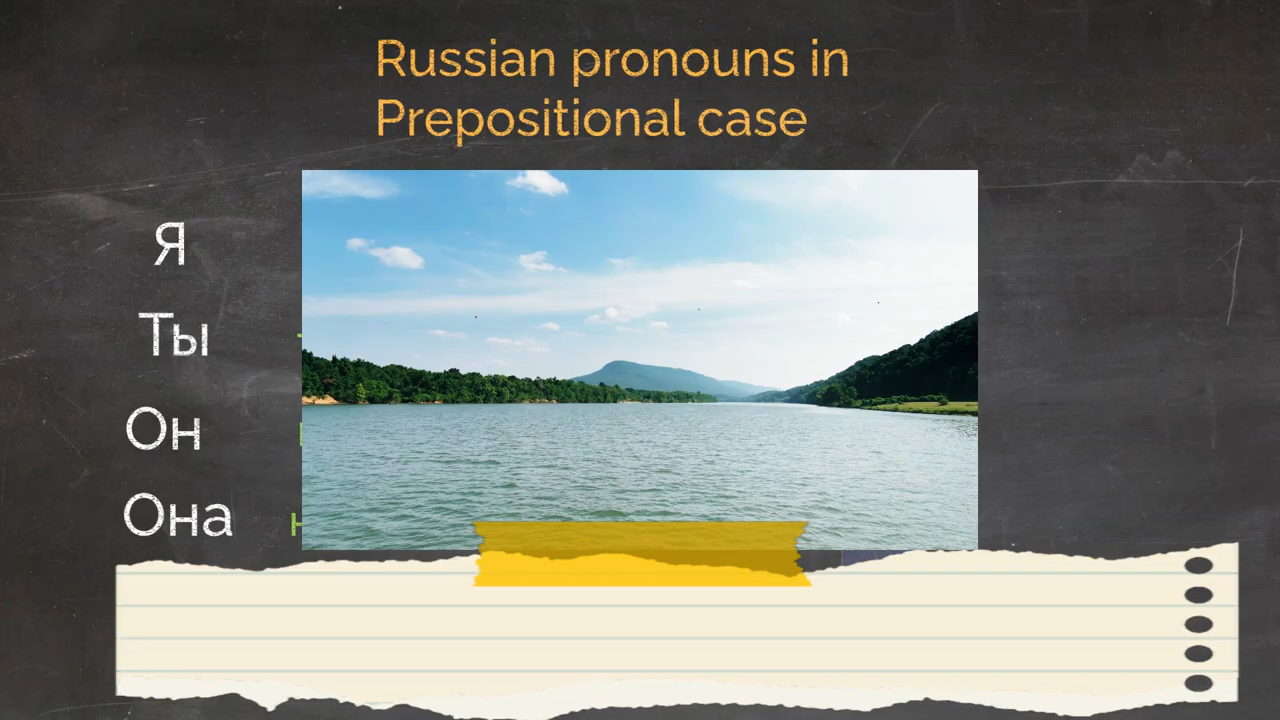 Russian pronouns in
Prepositional case
Я
Ты
Он
Она